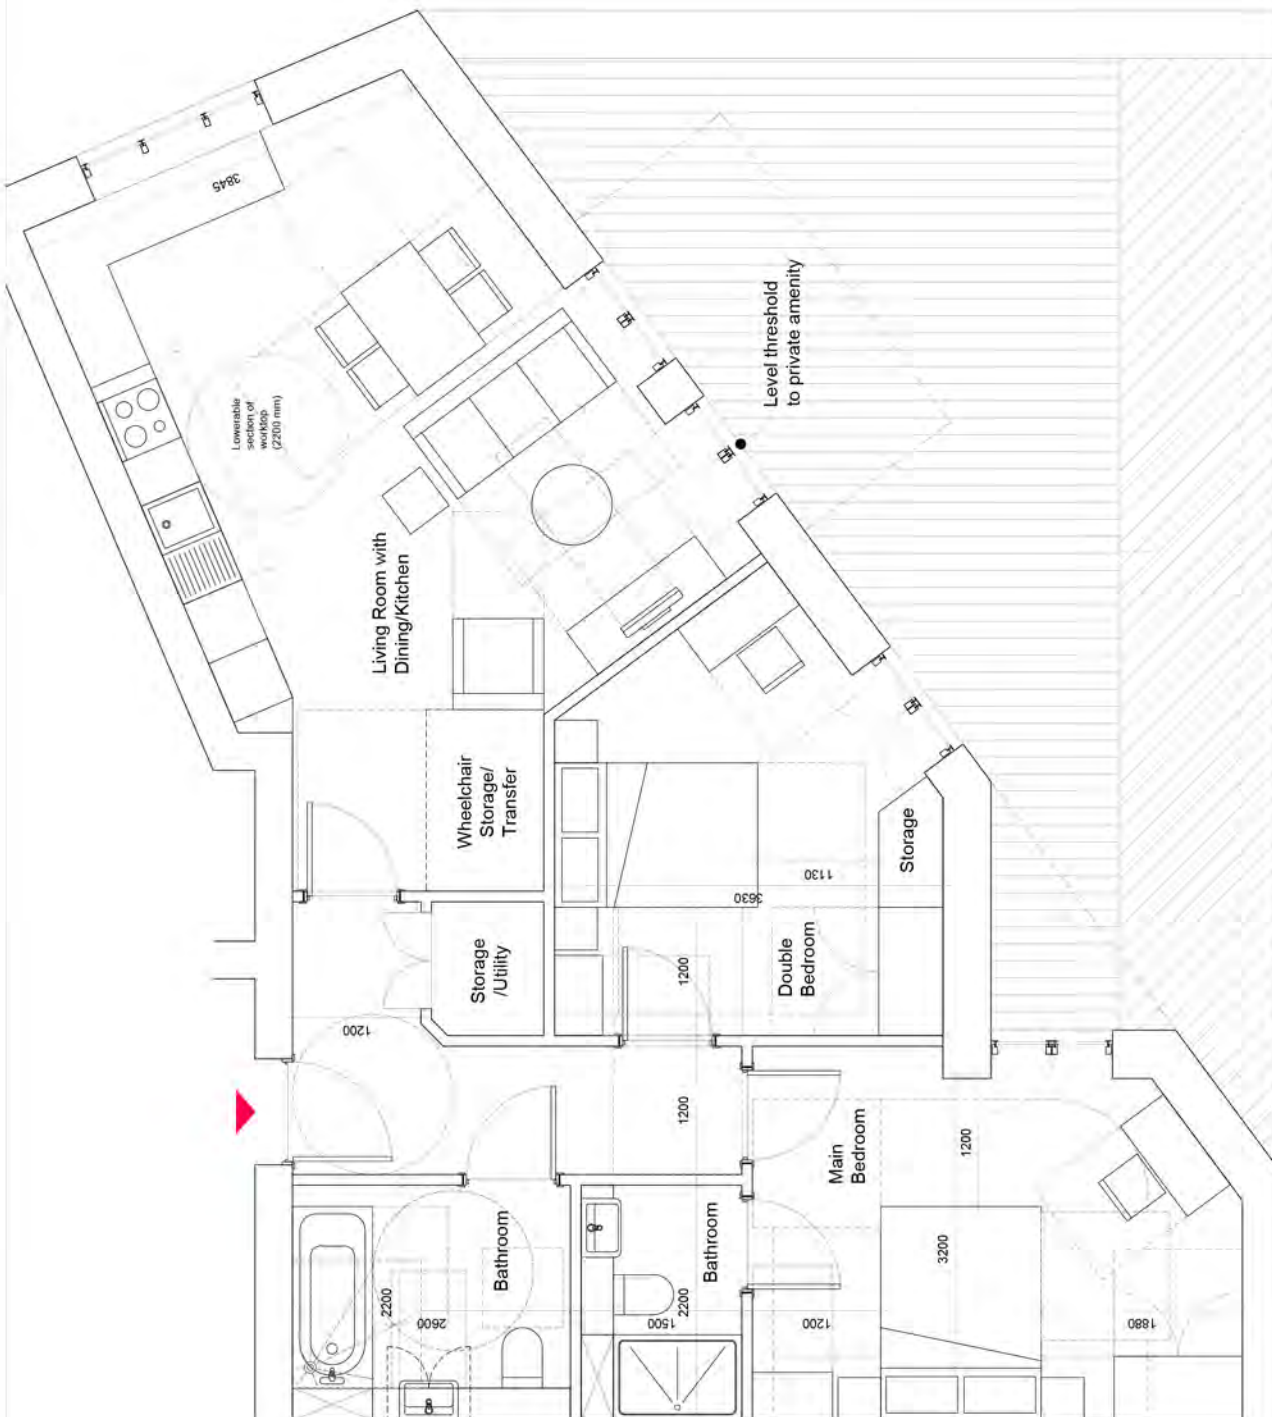 3845
Lowerable
section of
worktop
(2200 mm)
Level threshold
to private amenity
Living Room with
Dining/Kitchen
Wheelchair
Storage/
Transfer
Storage
1130
3630
Storage
/Utility
Double
Bedroom
1200
1200
1200
Main
Bedroom
1200
Bathroom
Bathroom
3200
2200
2600
2200
1500
1200
1880